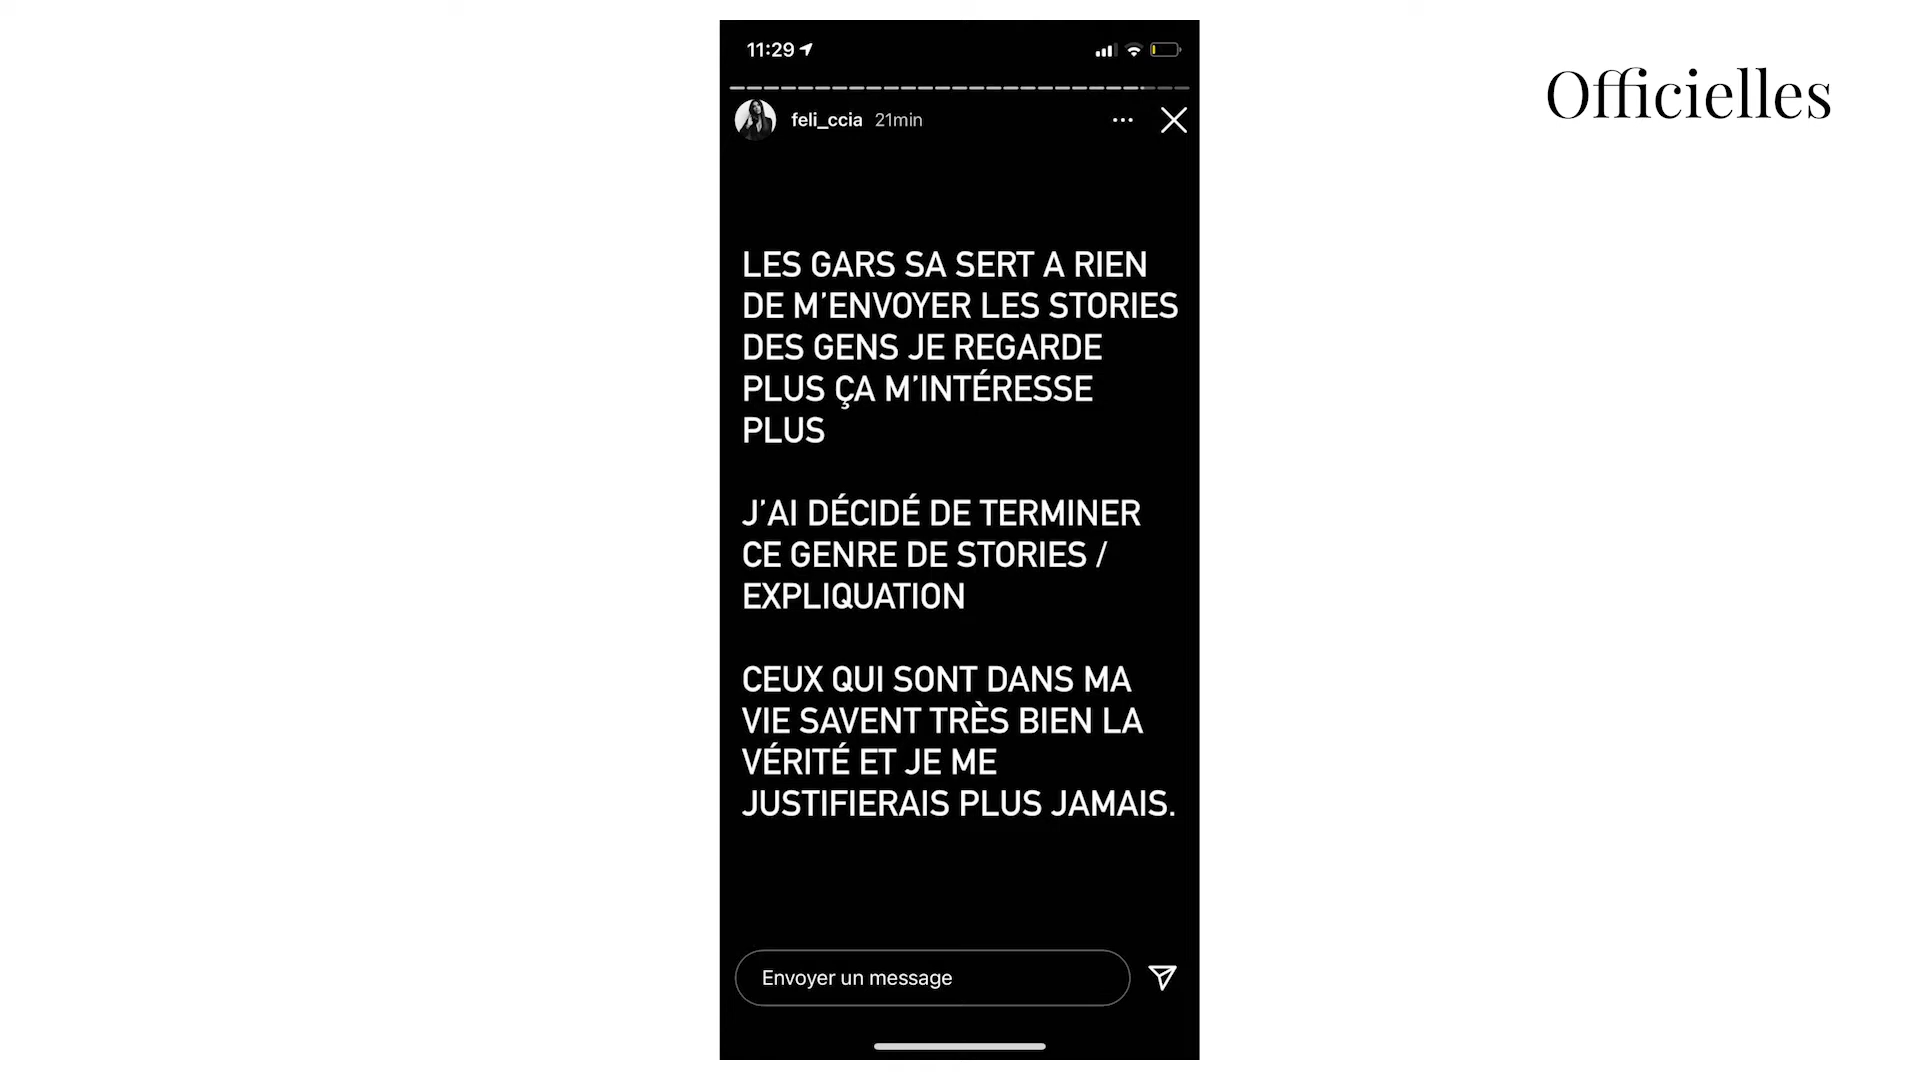 11:29
Officielles
feli_ccia 21min
LES GARS SA SERT A RIEN
DE M'ENVOYER LES STORIES
DES GENS JE REGARDE
PLUS ÇA M'INTÉRESSE
PLUS
J'AI DÉCIDÉ DE TERMINER
CE GENRE DE STORIES /
EXPLIQUATION
CEUX QUI SONT DANS MA
VIE SAVENT TRÈS BIEN LA
VÉRITÉ ET JE ME
JUSTIFIERAIS PLUS JAMAIS.
Envoyer un message